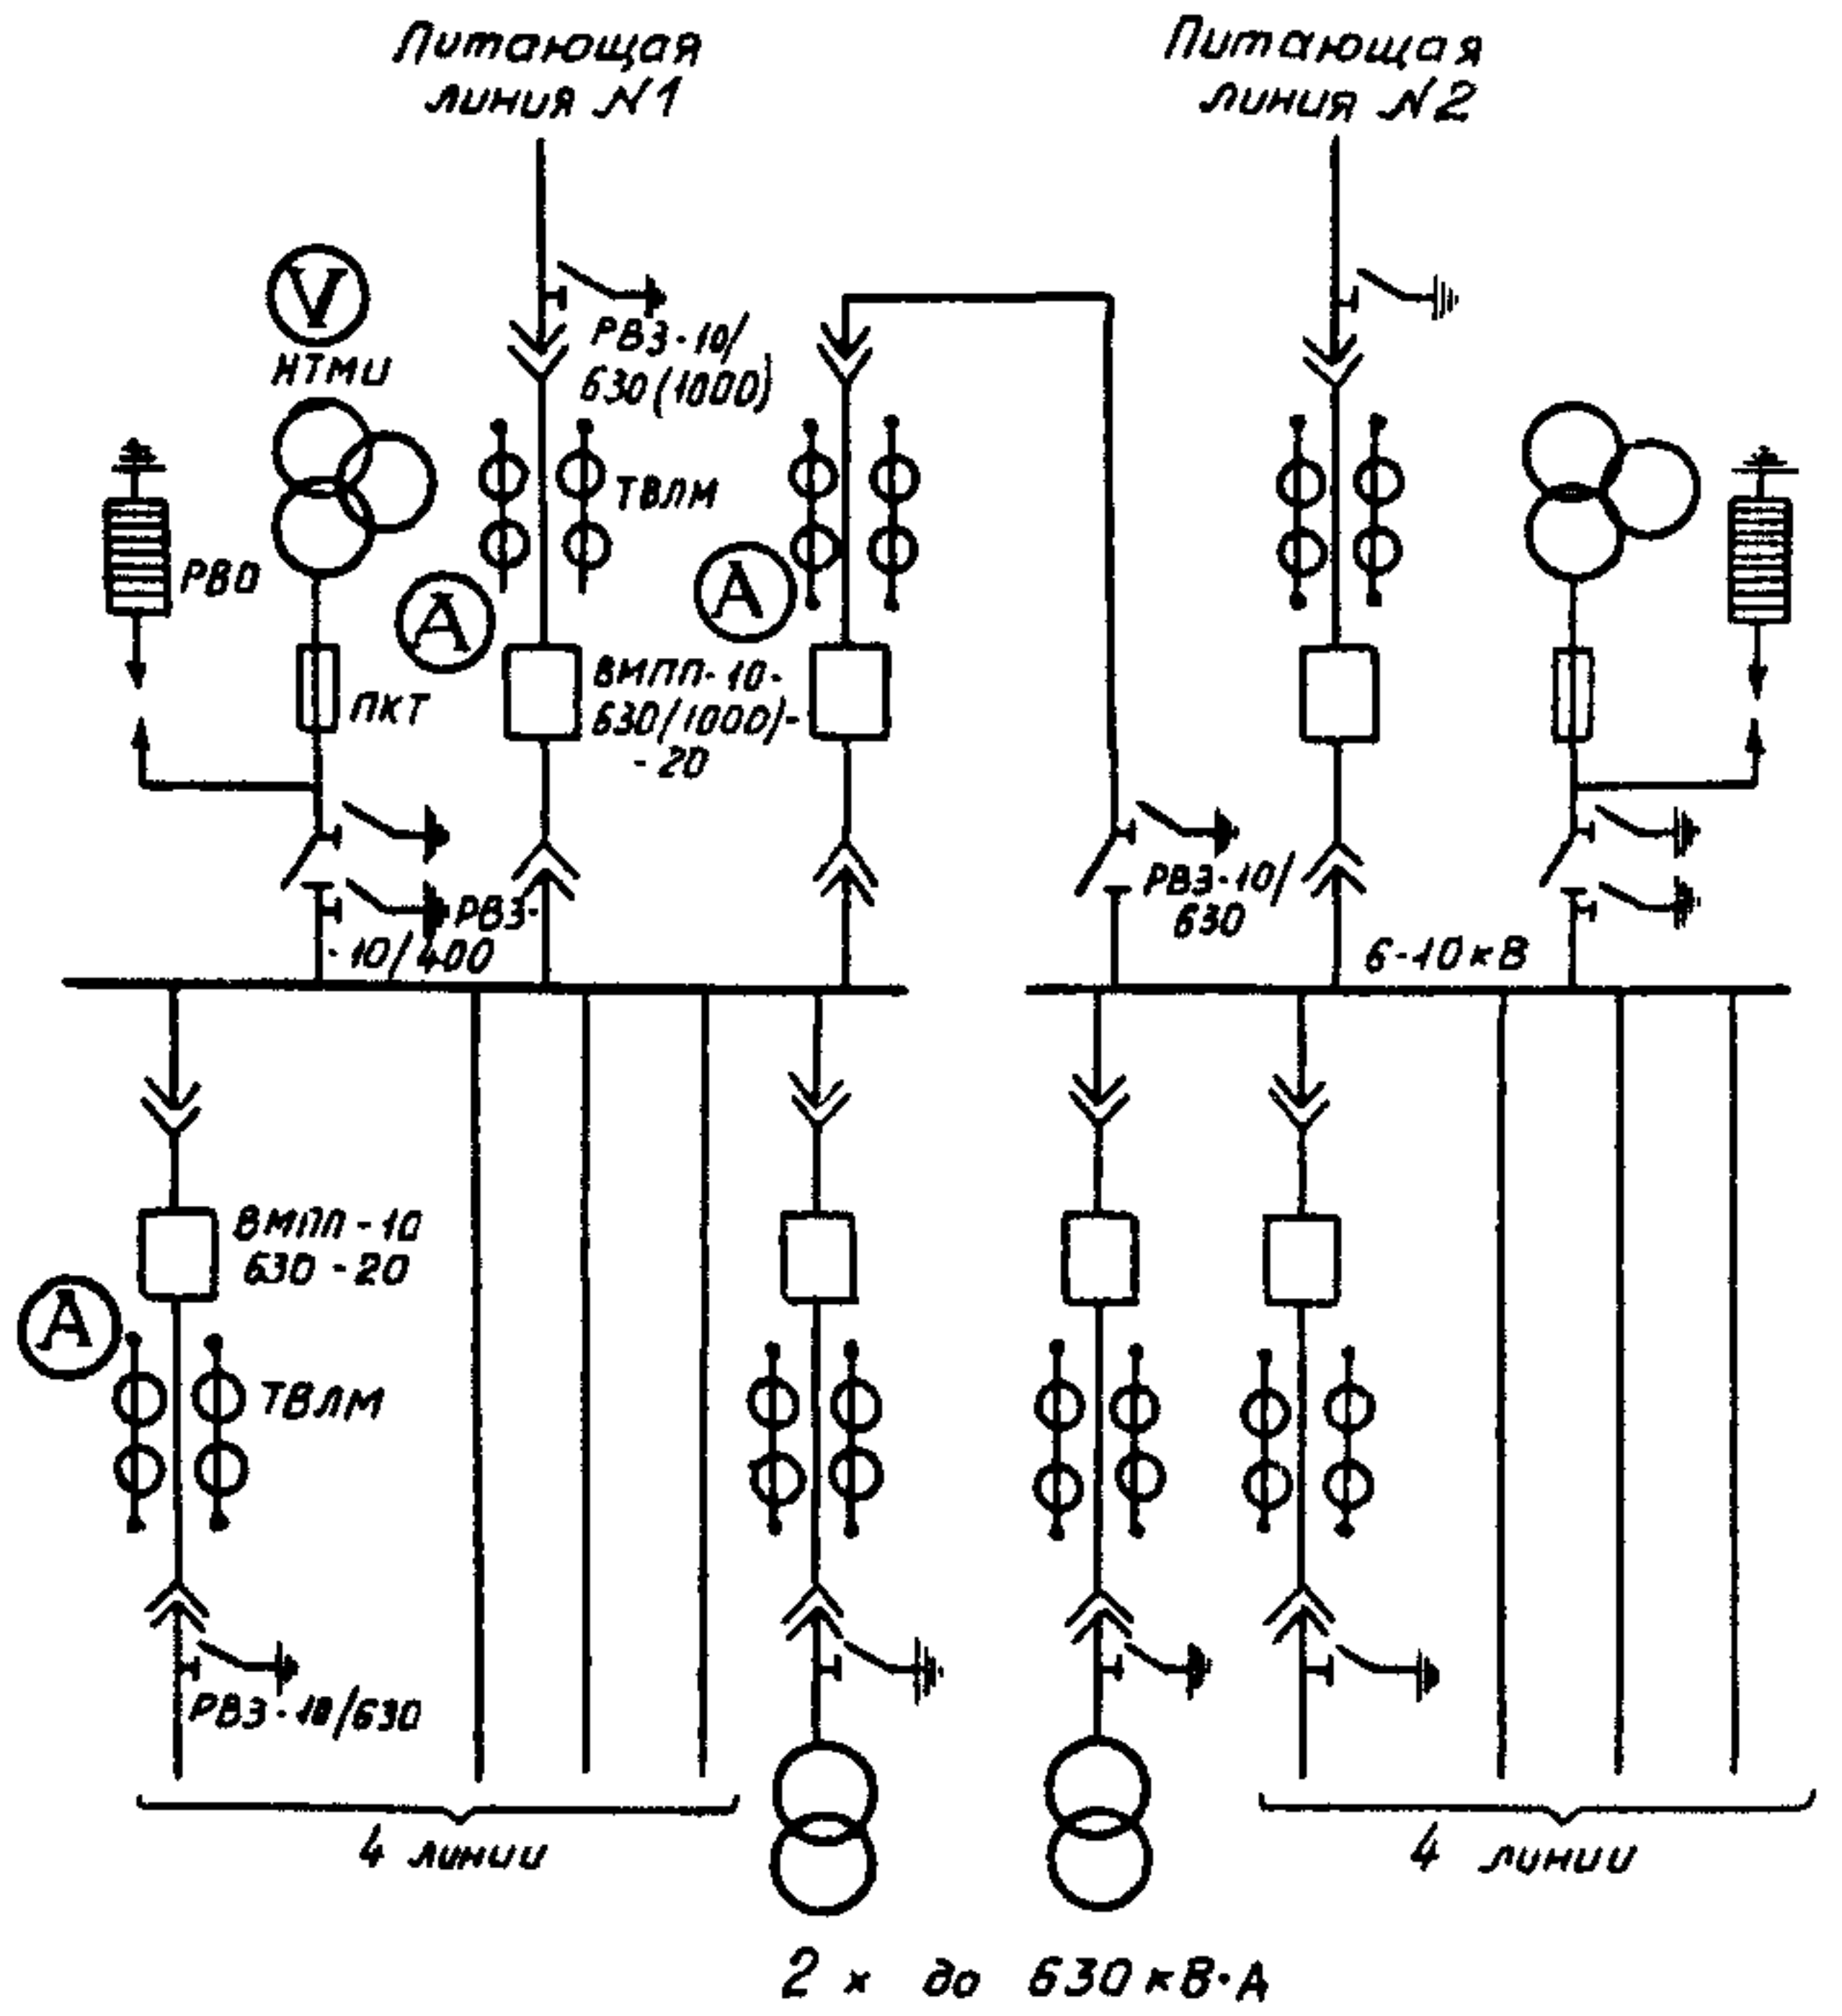 Питающая
линия N1
Питающая
линия N2
V
НТМИ
РВЗ-10/
630(1000)
ТВЛМ
РВО
А
А
ПКТ
ВМПП-10-
630/1000)-
-20
РВЗ-
-10/400
РВЗ-10/
630
6-10кВ
ВМПП-10
630-20
А
ТВЛМ
РВЗ-10/630
4 линии
4 линии
2 х до 630кВ·А